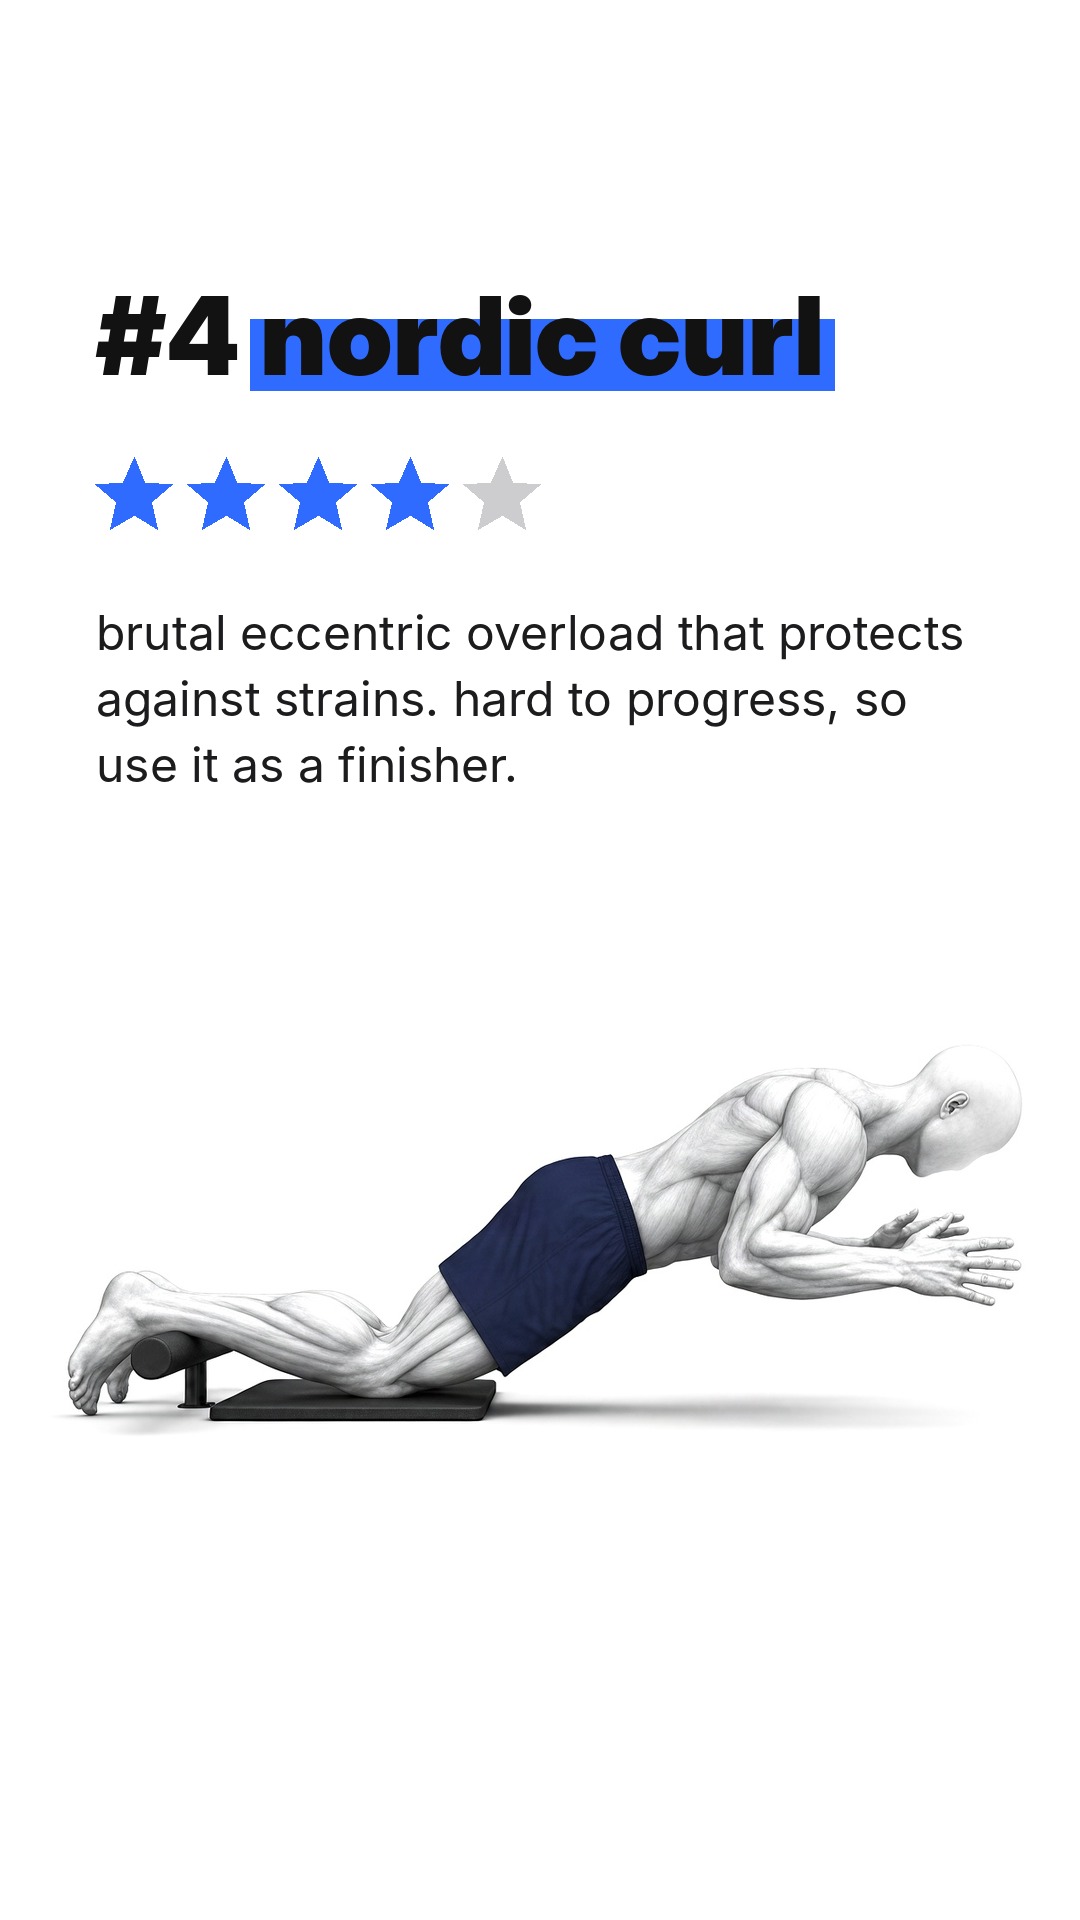 #4 nordic curl
brutal eccentric overload that protects
against strains. hard to progress, so
use it as a finisher.